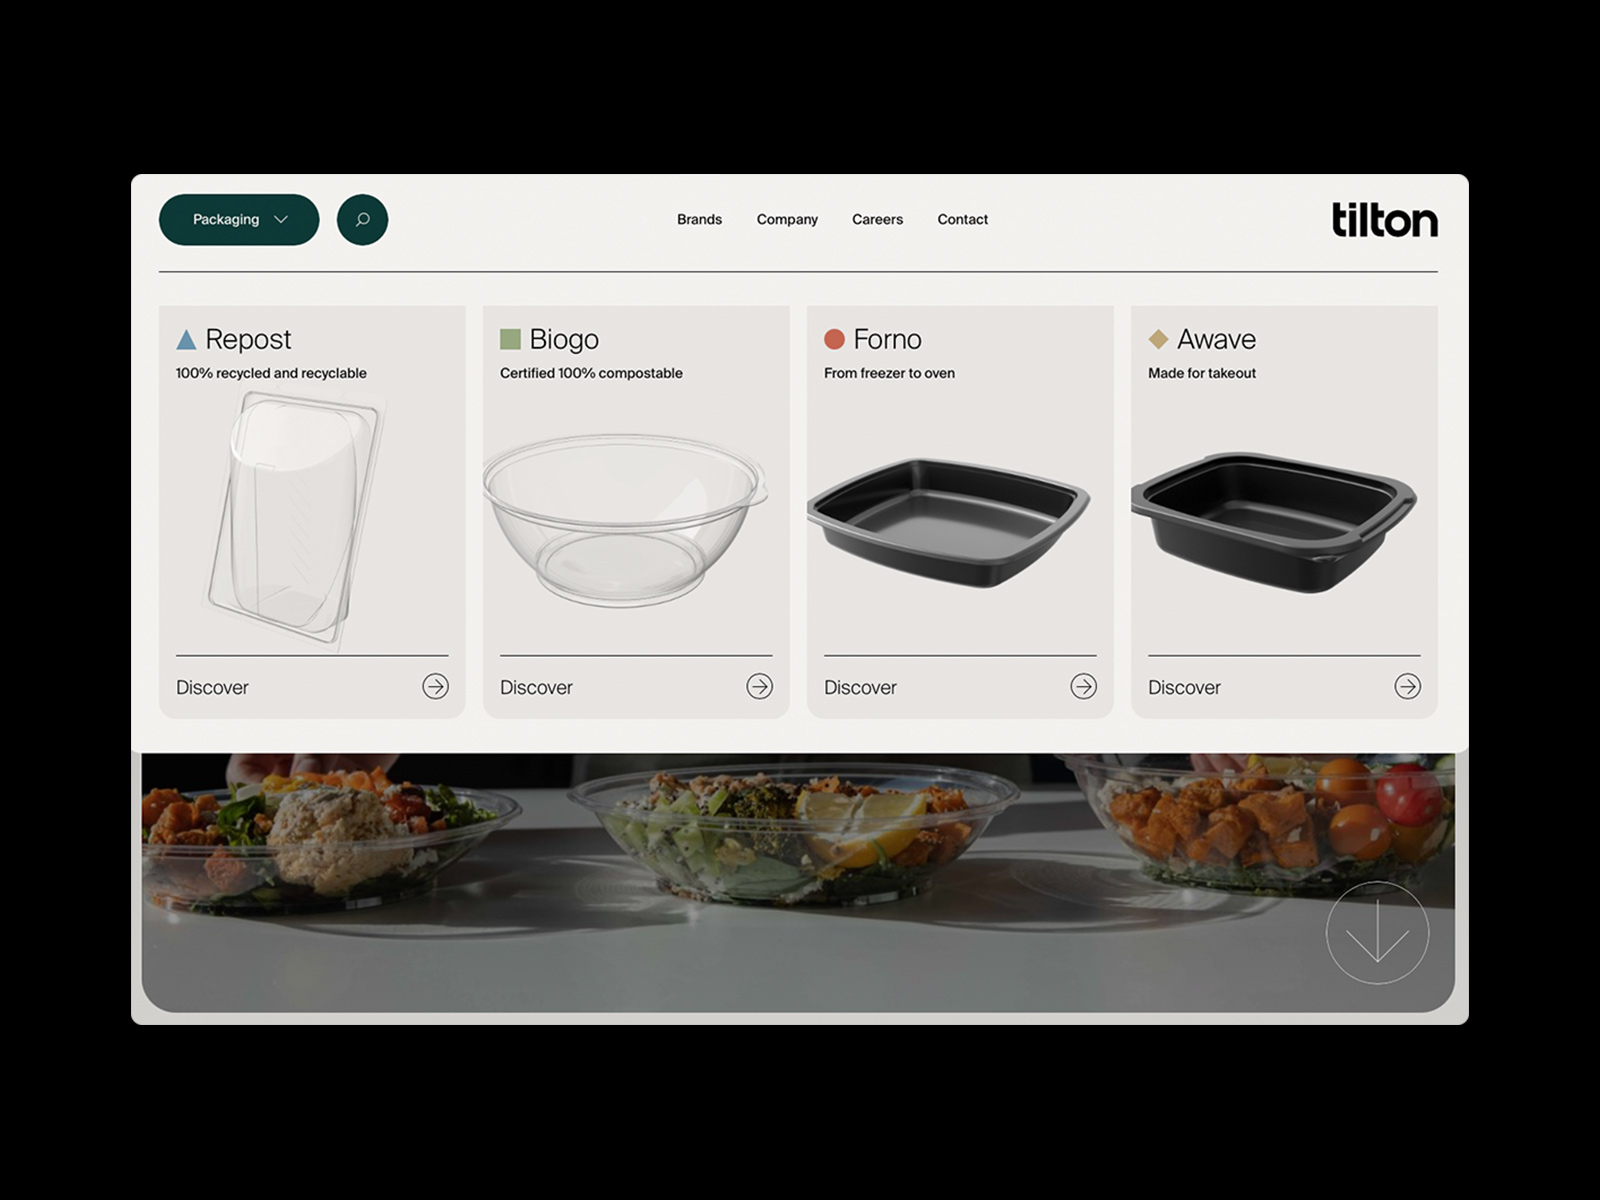 Packaging
Brands
Company
Careers
Contact
tilton
Repost
100% recycled and recyclable
Discover
Biogo
Certified 100% compostable
Discover
Forno
From freezer to oven
Discover
Awave
Made for takeout
Discover